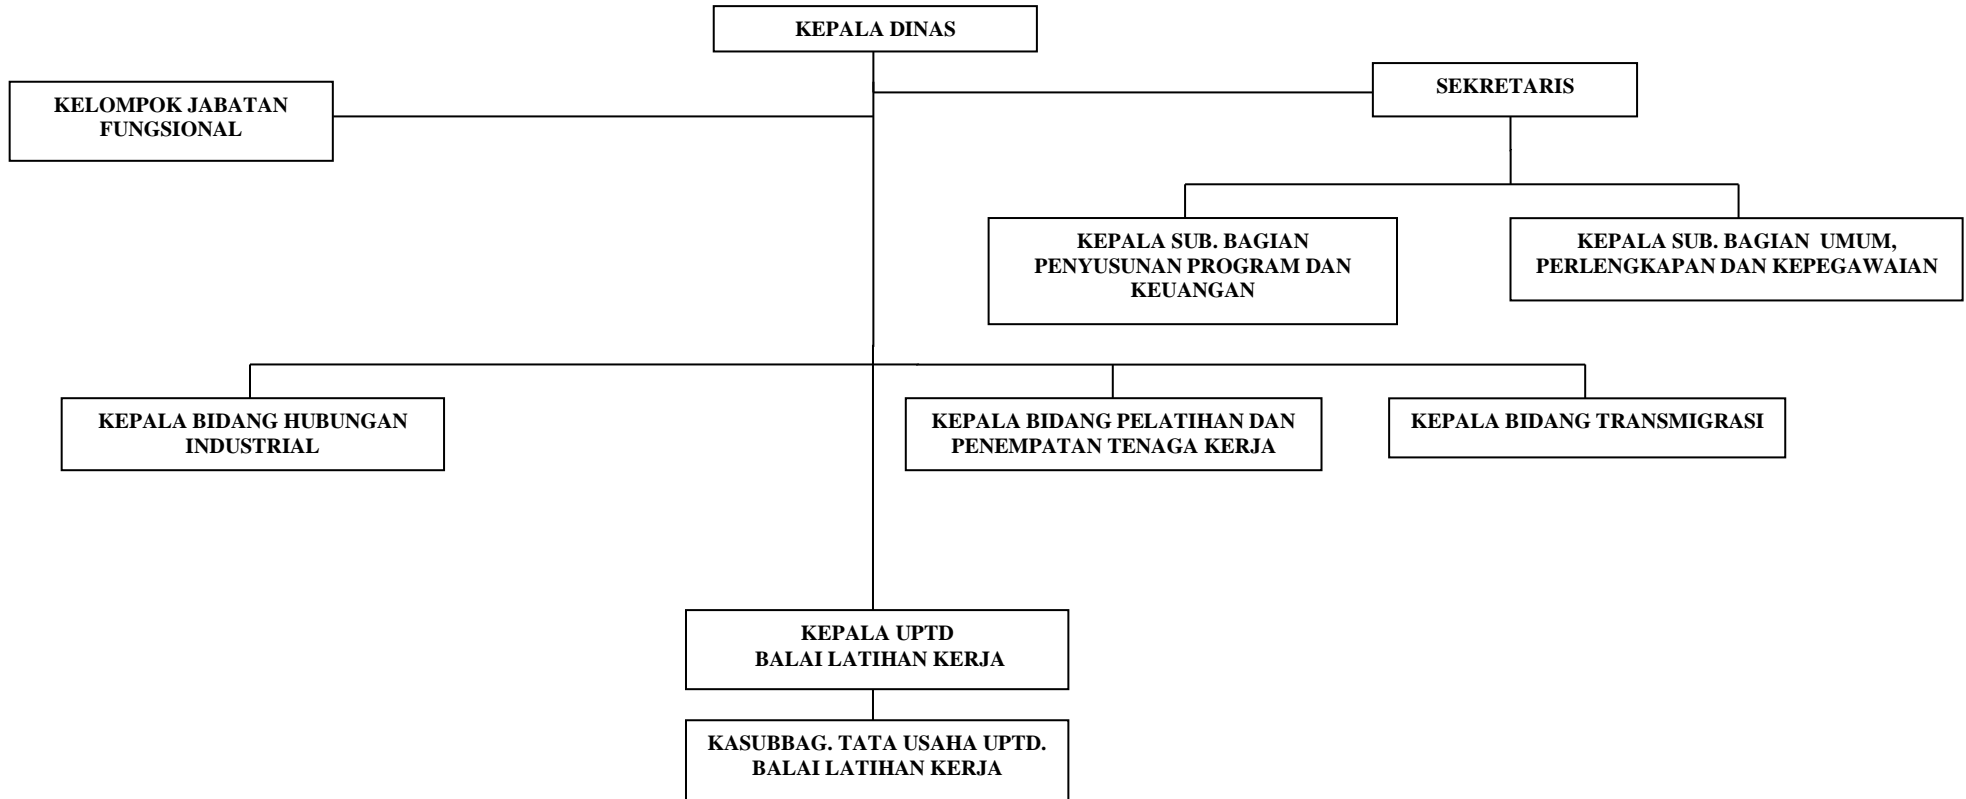 KEPALA DINAS
SEKRETARIS
KELOMPOK JABATAN
FUNGSIONAL
KEPALA SUB. BAGIAN
PENYUSUNAN PROGRAM DAN
KEUANGAN
KEPALA SUB. BAGIAN UMUM,
PERLENGKAPAN DAN KEPEGAWAIAN
KEPALA BIDANG HUBUNGAN
INDUSTRIAL
KEPALA BIDANG PELATIHAN DAN
PENEMPATAN TENAGA KERJA
KEPALA BIDANG TRANSMIGRASI
KEPALA UPTD
BALAI LATIHAN KERJA
KASUBBAG. TATA USAHA UPTD.
BALAI LATIHAN KERJA